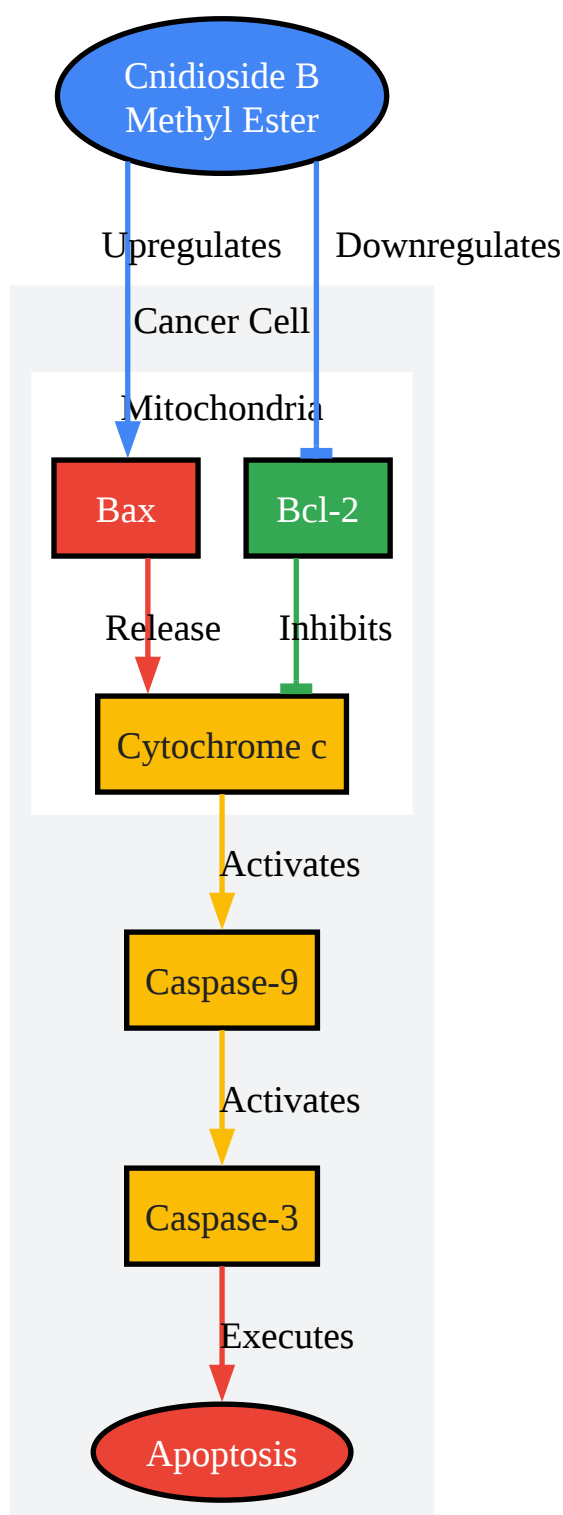 Cnidioside B
Methyl Ester
Upregulates
Downregulates
Cancer Cell
Mitochondria
Bax
Bcl-2
Release
Inhibits
Cytochrome c
Activates
Caspase-9
Activates
Caspase-3
Executes
Apoptosis